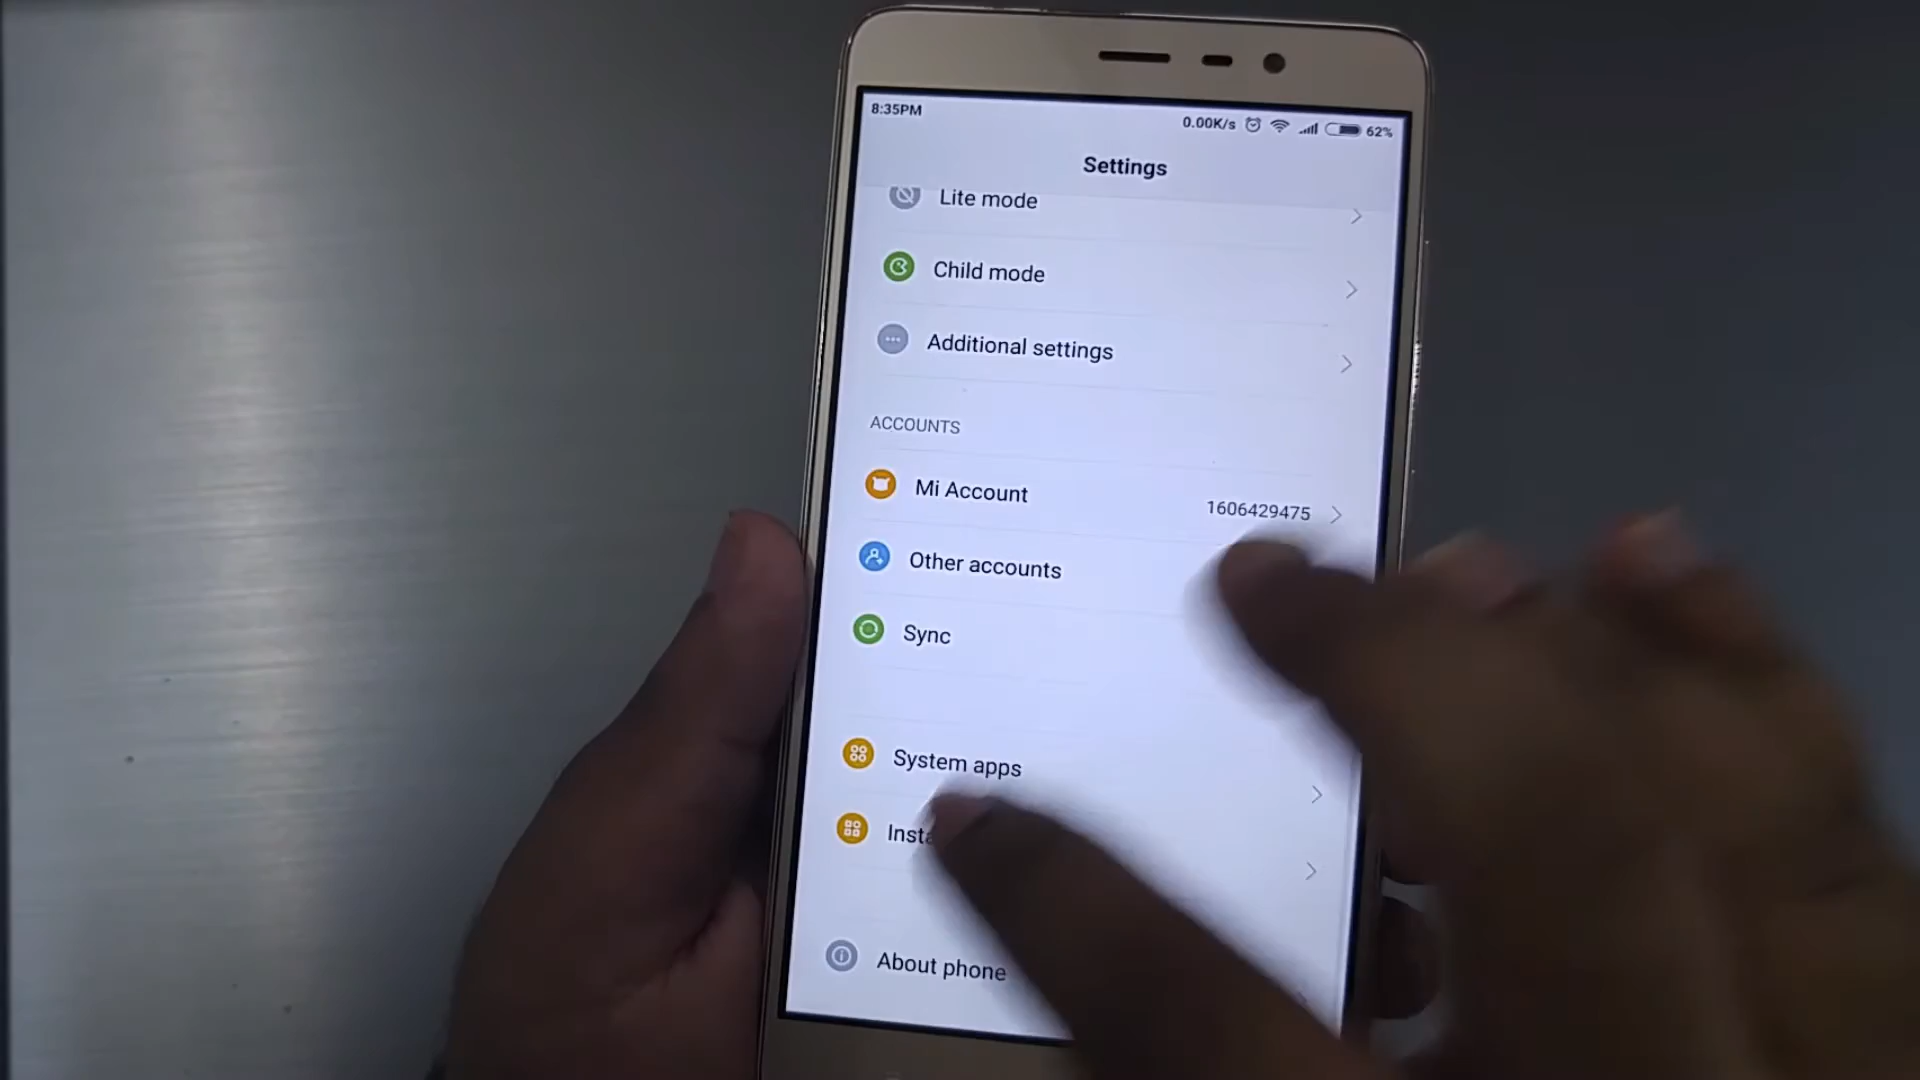 8:35PM
0.00K/s 62%
Settings
Lite mode
Child mode
Additional settings
ACCOUNTS
Mi Account 1606429475
Other accounts
Sync
System apps
About phone